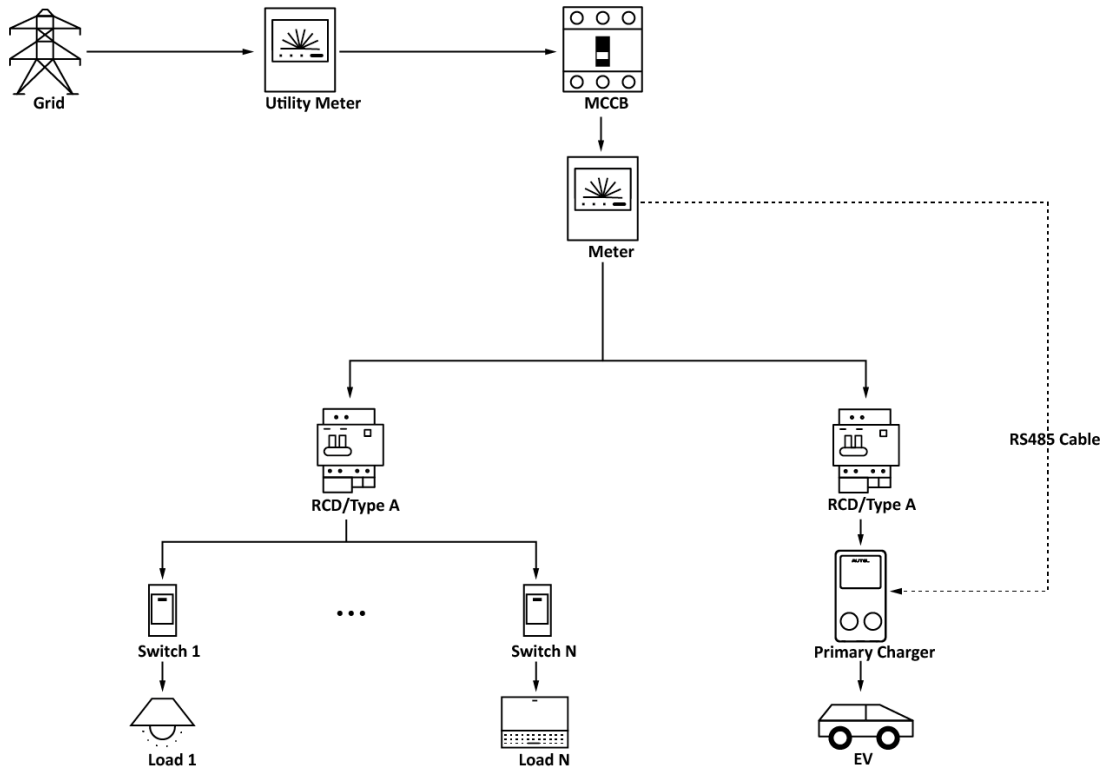 Grid
Utility Meter
MCCB
Meter
RS485 Cable
RCD/Type A
RCD/Type A
AUTEL
Switch 1
Switch N
Primary Charger
Load 1
Load N
EV